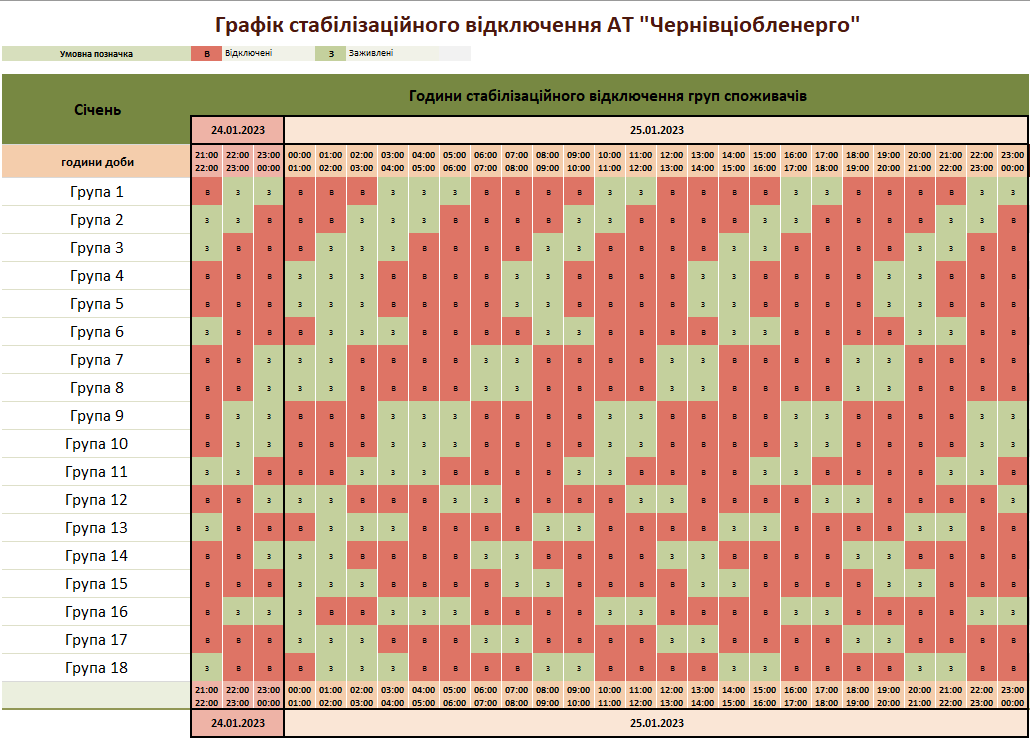 Графік стабілізаційного відключення АТ "Чернівціобленерго"
Умовна позначка В Відключені З Заживлені
Січень Години стабілізаційного відключення груп споживачів
24.01.2023 25.01.2023
години доби
21:00 22:00 23:00 00:00 01:00 02:00 03:00 04:00 05:00 06:00 07:00 08:00 09:00 10:00 11:00 12:00 13:00 14:00 15:00 16:00 17:00 18:00 19:00 20:00 21:00 22:00 23:00
22:00 23:00 00:00 01:00 02:00 03:00 04:00 05:00 06:00 07:00 08:00 09:00 10:00 11:00 12:00 13:00 14:00 15:00 16:00 17:00 18:00 19:00 20:00 21:00 22:00 23:00 00:00
Група 1 В З З В В В З З З В В В В З З В В В В З З В В В В З З
Група 2 З З В В В З З З В В В В З З В В В В З З В В В В З З В
Група 3 З В В В З З З В В В В З З В В В В З З В В В В З З В В
Група 4 В В В З З З В В В В З З В В В В З З В В В В З З В В В
Група 5 В В В З З З В В В В З З В В В В З З В В В В З З В В В
Група 6 З В В В З З З В В В В З З В В В В З З В В В В З З В В
Група 7 В В З З З В В В В З З В В В В З З В В В В З З В В В В
Група 8 В В З З З В В В В З З В В В В З З В В В В З З В В В В
Група 9 В З З В В В З З З В В В В З З В В В В З З В В В В З З
Група 10 В З З В В В З З З В В В В З З В В В В З З В В В В З З
Група 11 З З В В В З З З В В В В З З В В В В З З В В В В З З В
Група 12 В В З З З В В В З З В В В В З З В В В В З З В В В В З
Група 13 З В В В З З З В В В В З З В В В В З З В В В В З З В В
Група 14 В В З З З В В В В З З В В В В З З В В В В З З В В В В
Група 15 В В В З З З В В В В З З В В В В З З В В В В З З В В В
Група 16 В З З З В В З З З В В В В З З В В В В З З В В В В З З
Група 17 В В В З З З В В В З З В В В В З З В В В В З З В В В В
Група 18 З В В В З З З В В В В З З В В В В З З В В В В З З В В
21:00 22:00 23:00 00:00 01:00 02:00 03:00 04:00 05:00 06:00 07:00 08:00 09:00 10:00 11:00 12:00 13:00 14:00 15:00 16:00 17:00 18:00 19:00 20:00 21:00 22:00 23:00
22:00 23:00 00:00 01:00 02:00 03:00 04:00 05:00 06:00 07:00 08:00 09:00 10:00 11:00 12:00 13:00 14:00 15:00 16:00 17:00 18:00 19:00 20:00 21:00 22:00 23:00 00:00
24.01.2023 25.01.2023